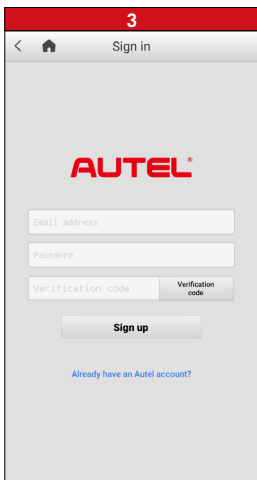 3
Sign in
AUTEL®
Email address
Password
Verification code
Verification
code
Sign up
Already have an Autel account?